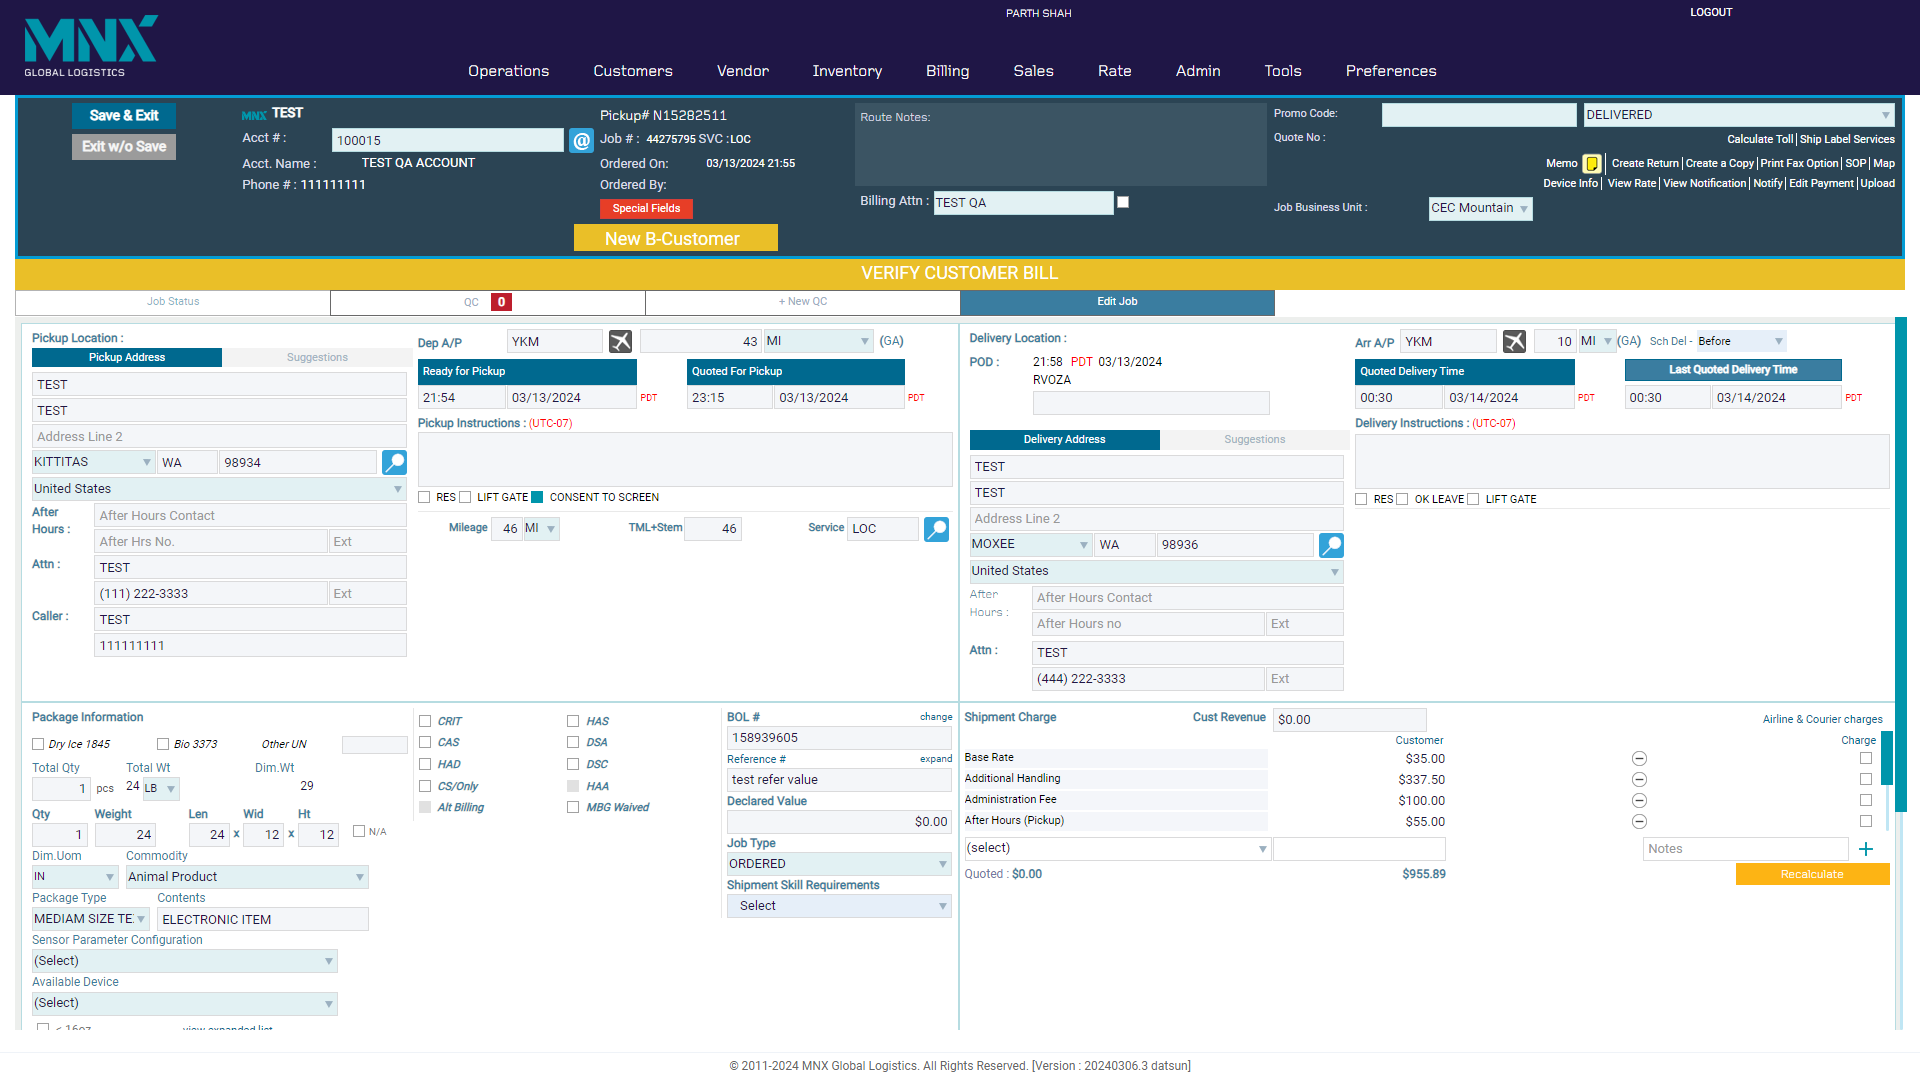 MNX
GLOBAL LOGISTICS
PARTH SHAH
LOGOUT
Operations Customers Vendor Inventory Billing Sales Rate Admin Tools Preferences
Save & Exit
Exit w/o Save
MNX TEST
Acct # : 100015 @
Acct. Name : TEST QA ACCOUNT
Phone # : 111111111
Pickup# N15282511
Job # : 44275795 SVC :LOC
Ordered On: 03/13/2024 21:55
Ordered By:
Special Fields
New B-Customer
Route Notes:
Billing Attn : TEST QA
Promo Code: DELIVERED
Quote No :
Calculate Toll Ship Label Services
Memo Create Return Create a Copy Print Fax Option SOP Map
Device Info View Rate View Notification Notify Edit Payment Upload
Job Business Unit : CEC Mountain
VERIFY CUSTOMER BILL
Job Status QC 0 + New QC Edit Job
Pickup Location :
Pickup Address Suggestions
TEST
TEST
Address Line 2
KITTITAS WA 98934
United States
After Hours : After Hours Contact
After Hrs No. Ext
Attn : TEST
(111) 222-3333 Ext
Caller : TEST
111111111
Dep A/P YKM 43 MI (GA)
Ready for Pickup Quoted For Pickup
21:54 03/13/2024 PDT 23:15 03/13/2024 PDT
Pickup Instructions : (UTC-07)
RES LIFT GATE CONSENT TO SCREEN
Mileage 46 MI TML+Stem 46 Service LOC
Delivery Location :
POD : 21:58 PDT 03/13/2024
RVOZA
Delivery Address Suggestions
TEST
TEST
Address Line 2
MOXEE WA 98936
United States
After Hours : After Hours Contact
After Hours no Ext
Attn : TEST
(444) 222-3333 Ext
Arr A/P YKM 10 MI (GA) Sch Del - Before
Quoted Delivery Time Last Quoted Delivery Time
00:30 03/14/2024 PDT 00:30 03/14/2024 PDT
Delivery Instructions : (UTC-07)
RES OK LEAVE LIFT GATE
Package Information
Dry Ice 1845 Bio 3373 Other UN
Total Qty Total Wt Dim.Wt
1 pcs 24 LB 29
Qty Weight Len Wid Ht
1 24 24 x 12 x 12 N/A
Dim.Uom Commodity
IN Animal Product
Package Type Contents
MEDIAM SIZE TE ELECTRONIC ITEM
Sensor Parameter Configuration
(Select)
Available Device
(Select)
< 16oz view expanded list
CRIT HAS
CAS DSA
HAD DSC
CS/Only HAA
Alt Billing MBG Waived
BOL # change
158939605
Reference # expand
test refer value
Declared Value
$0.00
Job Type
ORDERED
Shipment Skill Requirements
Select
Shipment Charge Cust Revenue $0.00 Airline & Courier charges
Customer Charge
Base Rate $35.00
Additional Handling $337.50
Administration Fee $100.00
After Hours (Pickup) $55.00
(select) Notes +
Quoted : $0.00 $955.89 Recalculate
© 2011-2024 MNX Global Logistics. All Rights Reserved. [Version : 20240306.3 datsun]